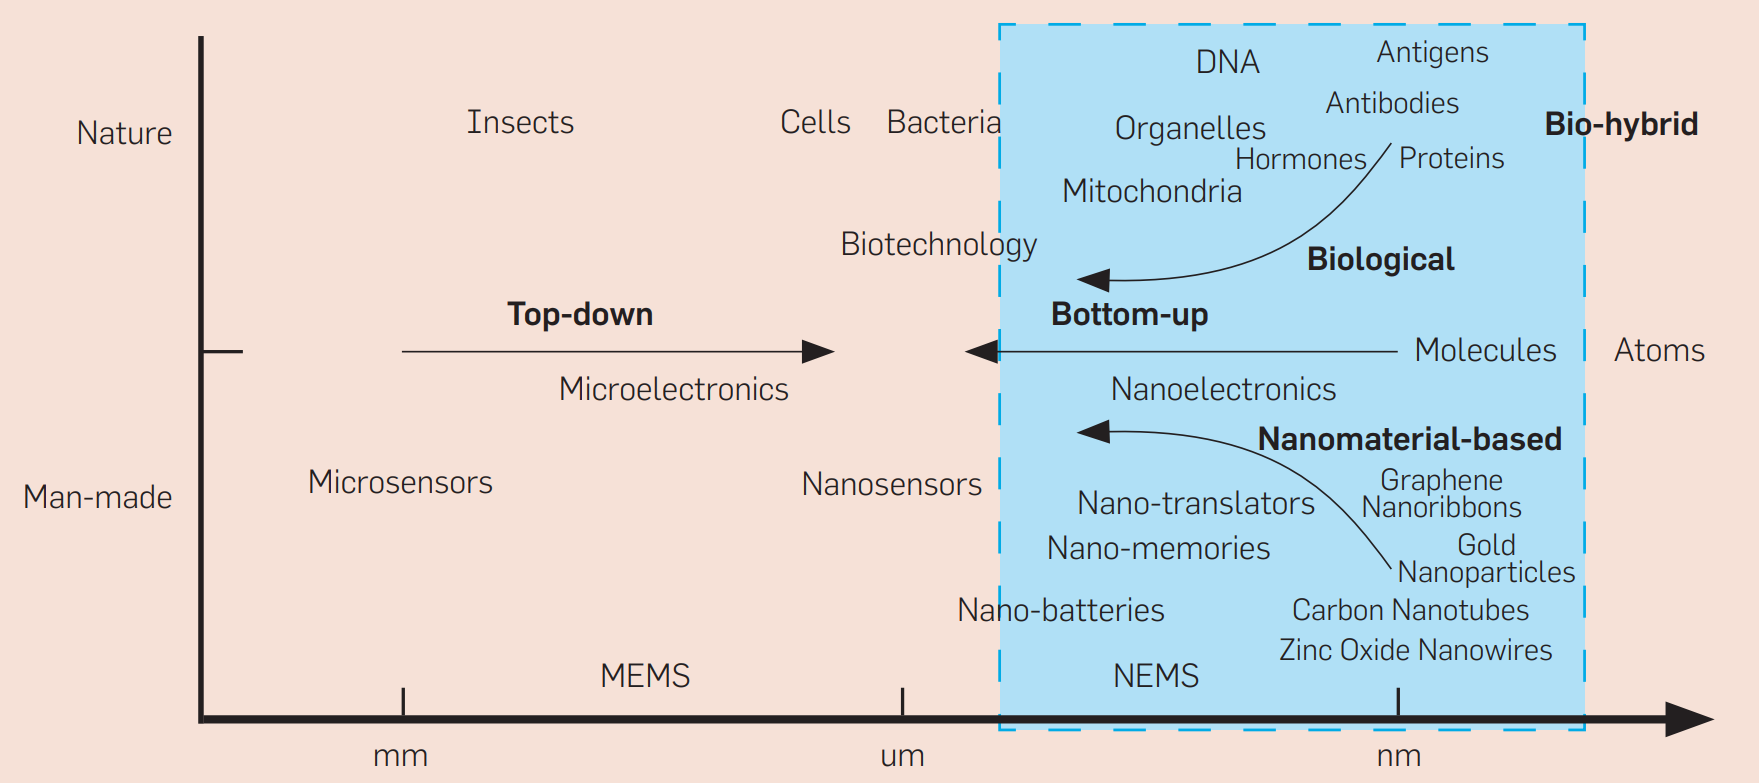 DNA
Antigens
Antibodies
Nature
Insects
Cells
Bacteria
Organelles
Bio-hybrid
Hormones
Proteins
Mitochondria
Biotechnology
Biological
Top-down
Bottom-up
Molecules
Atoms
Microelectronics
Nanoelectronics
Nanomaterial-based
Man-made
Microsensors
Nanosensors
Nano-translators
Graphene
Nanoribbons
Nano-memories
Gold
Nanoparticles
Nano-batteries
Carbon Nanotubes
Zinc Oxide Nanowires
MEMS
NEMS
mm
um
nm